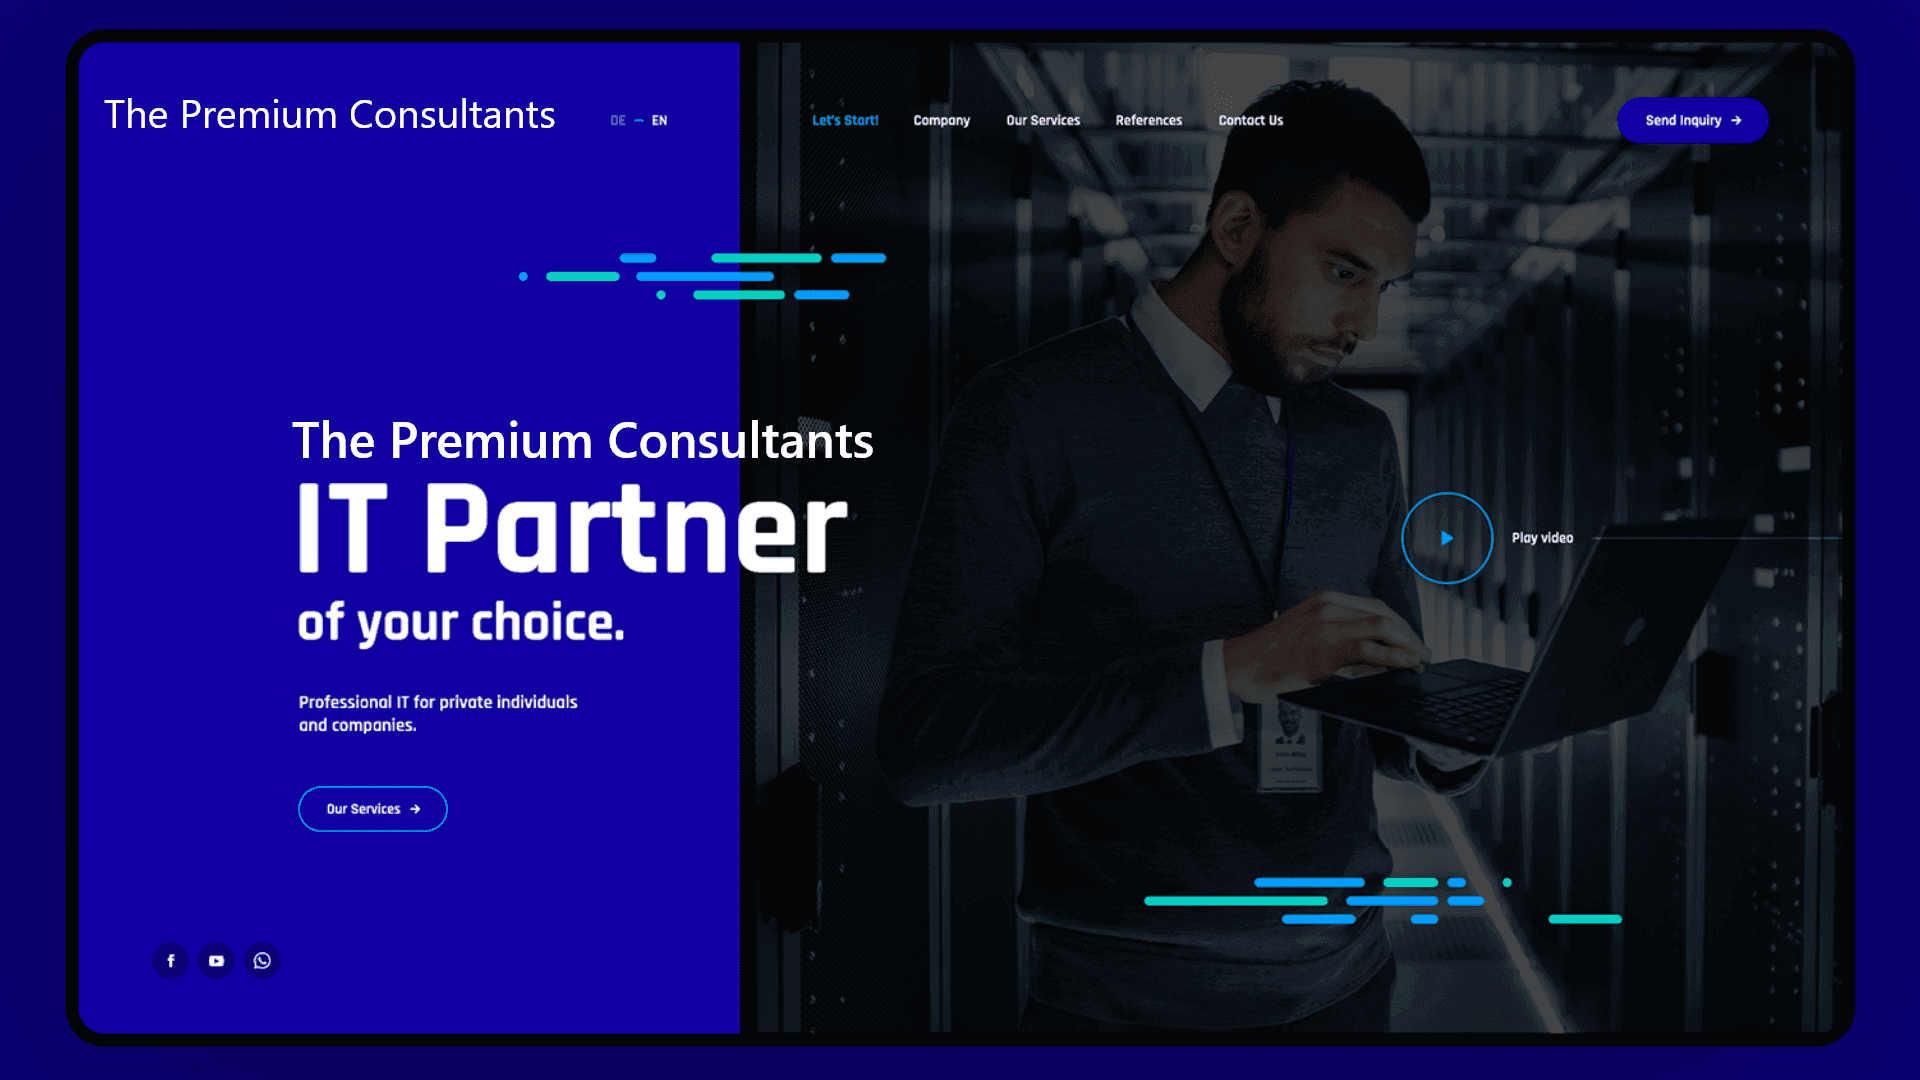 The Premium Consultants
DE EN
Let's Start! Company Our Services References Contact Us
Send Inquiry
The Premium Consultants
IT Partner
of your choice.
Professional IT for private individuals
and companies.
Our Services
Play video